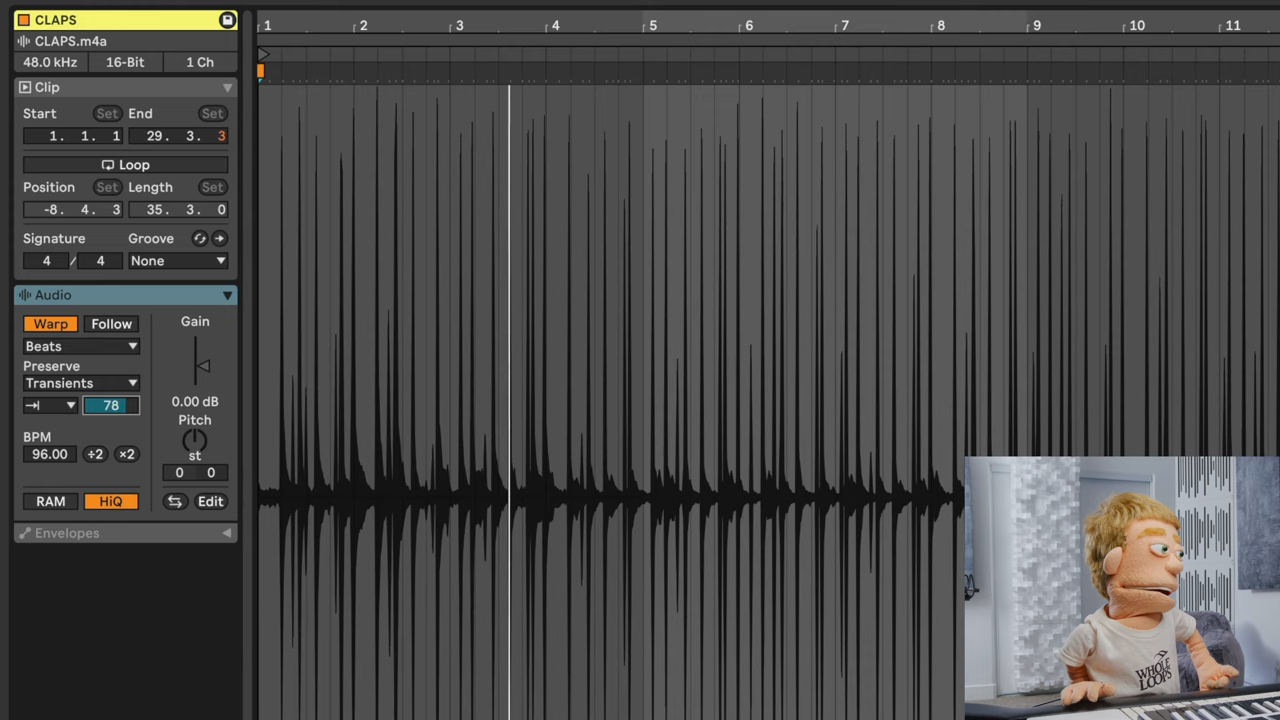 CLAPS
CLAPS.m4a
48.0 kHz 16-Bit 1 Ch
Clip
Start Set End Set
1. 1. 1 29. 3. 3
Loop
Position Set Length Set
-8. 4. 3 35. 3. 0
Signature Groove
4 / 4 None
Audio
Warp Follow Gain
Beats
Preserve
Transients
0.00 dB
78
Pitch
BPM
st
96.00 ÷2 ×2
0 0
RAM HiQ Edit
Envelopes
1 2 3 4 5 6 7 8 9 10 11
WHOLE
LOOPS